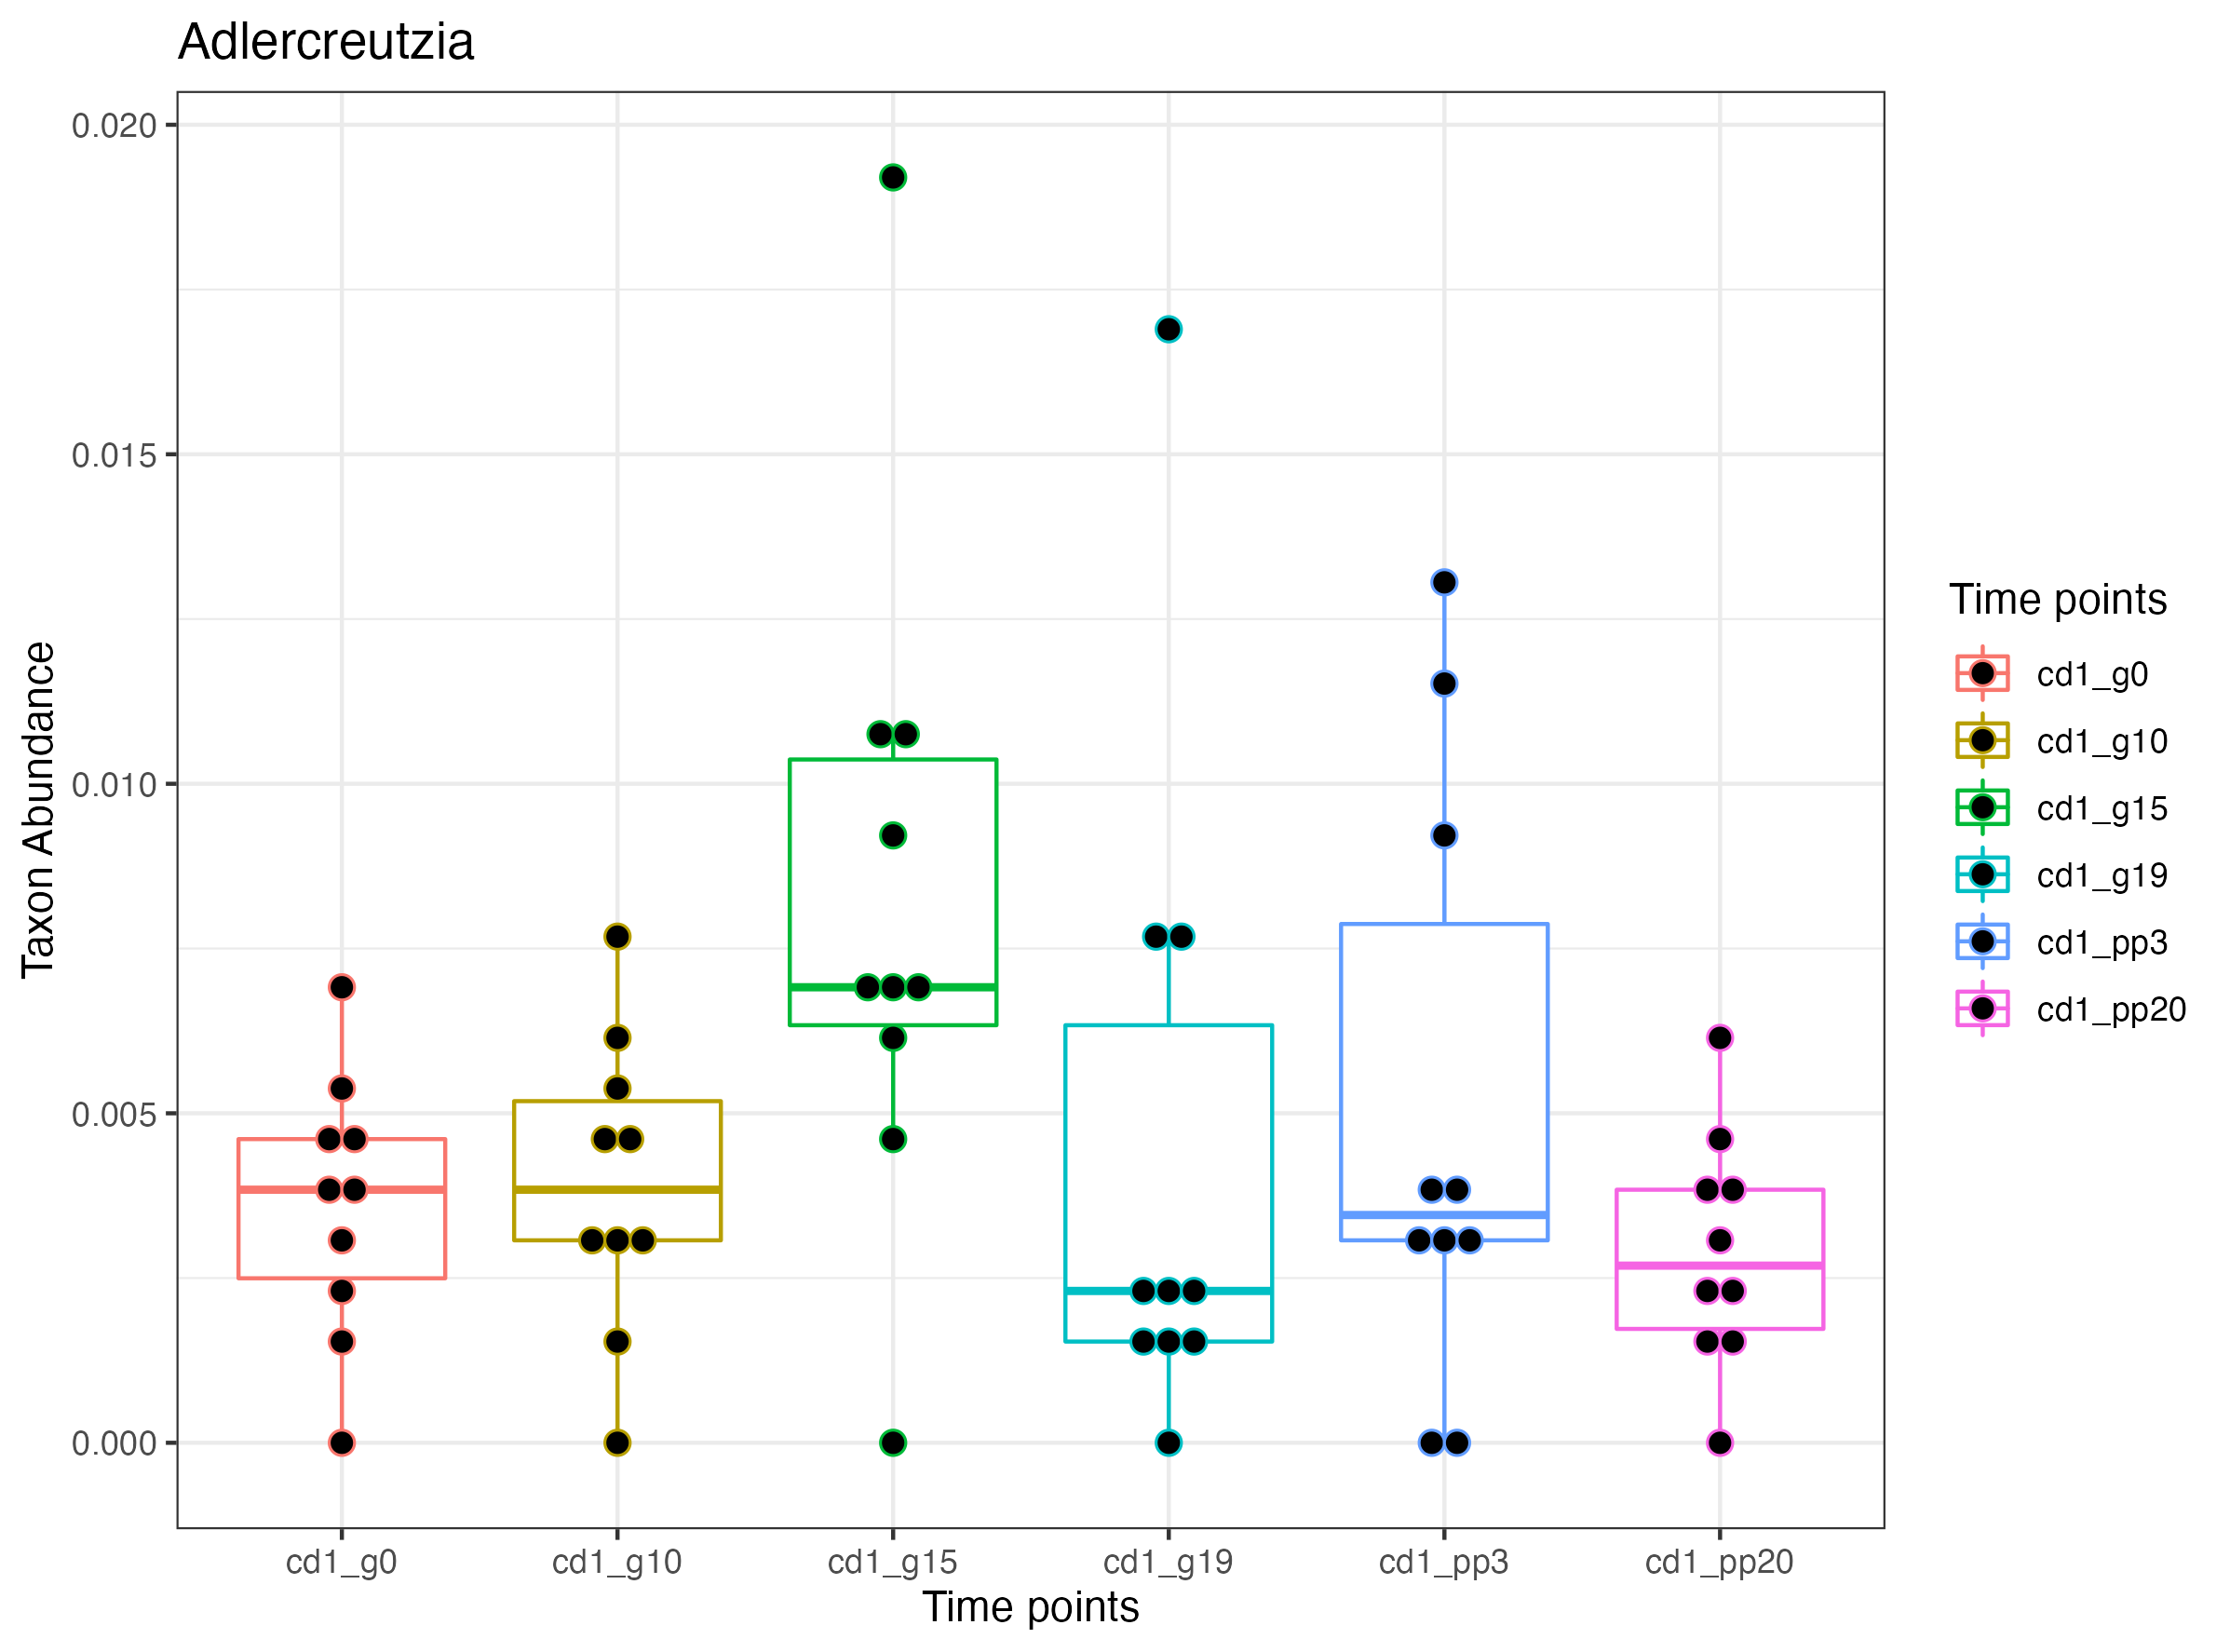 Adlercreutzia
0.020
0.015
0.010
0.005
0.000
Taxon Abundance
cd1_g0
cd1_g10
cd1_g15
cd1_g19
cd1_pp3
cd1_pp20
Time points
Time points
cd1_g0
cd1_g10
cd1_g15
cd1_g19
cd1_pp3
cd1_pp20